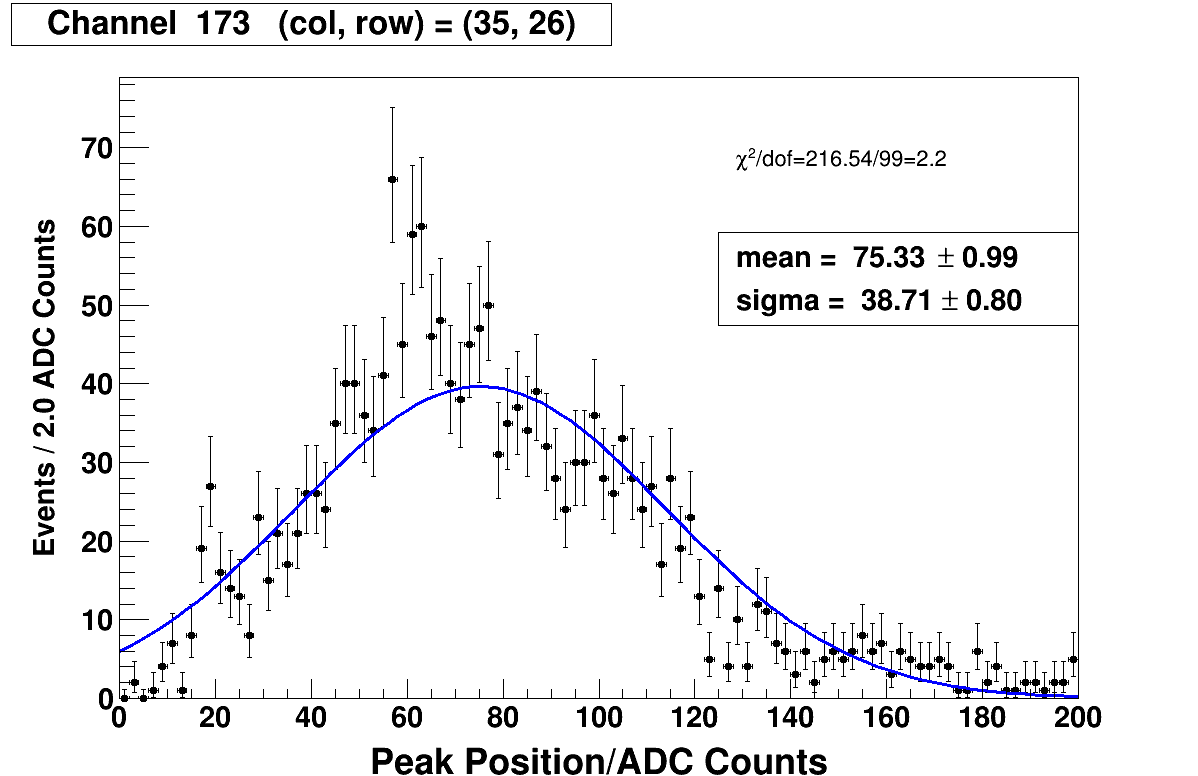 Channel 173 (col, row) = (35, 26)
χ²/dof=216.54/99=2.2
mean = 75.33 ± 0.99
sigma = 38.71 ± 0.80
Events / 2.0 ADC Counts
70
60
50
40
30
20
10
0
0 20 40 60 80 100 120 140 160 180 200
Peak Position/ADC Counts